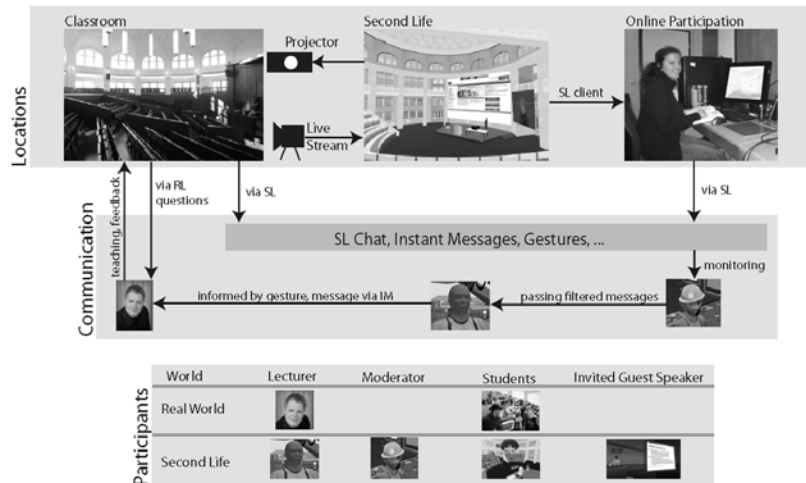 Classroom
Second Life
Online Participation
Projector
SL client
Live
Stream
Locations
teaching, feedback
via RL
questions
via SL
via SL
SL Chat, Instant Messages, Gestures, ...
monitoring
informed by gesture, message via IM
passing filtered messages
Communication
World
Lecturer
Moderator
Students
Invited Guest Speaker
Real World
Second Life
Participants